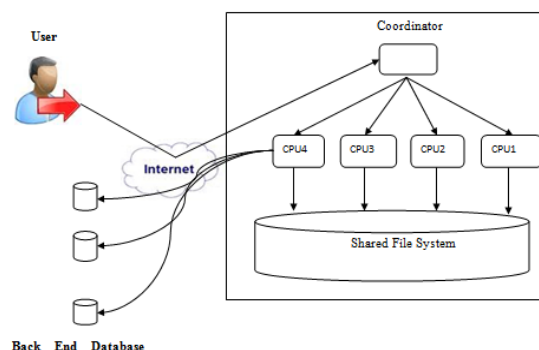 User
Coordinator
Internet
CPU4
CPU3
CPU2
CPU1
Shared File System
Back End Database